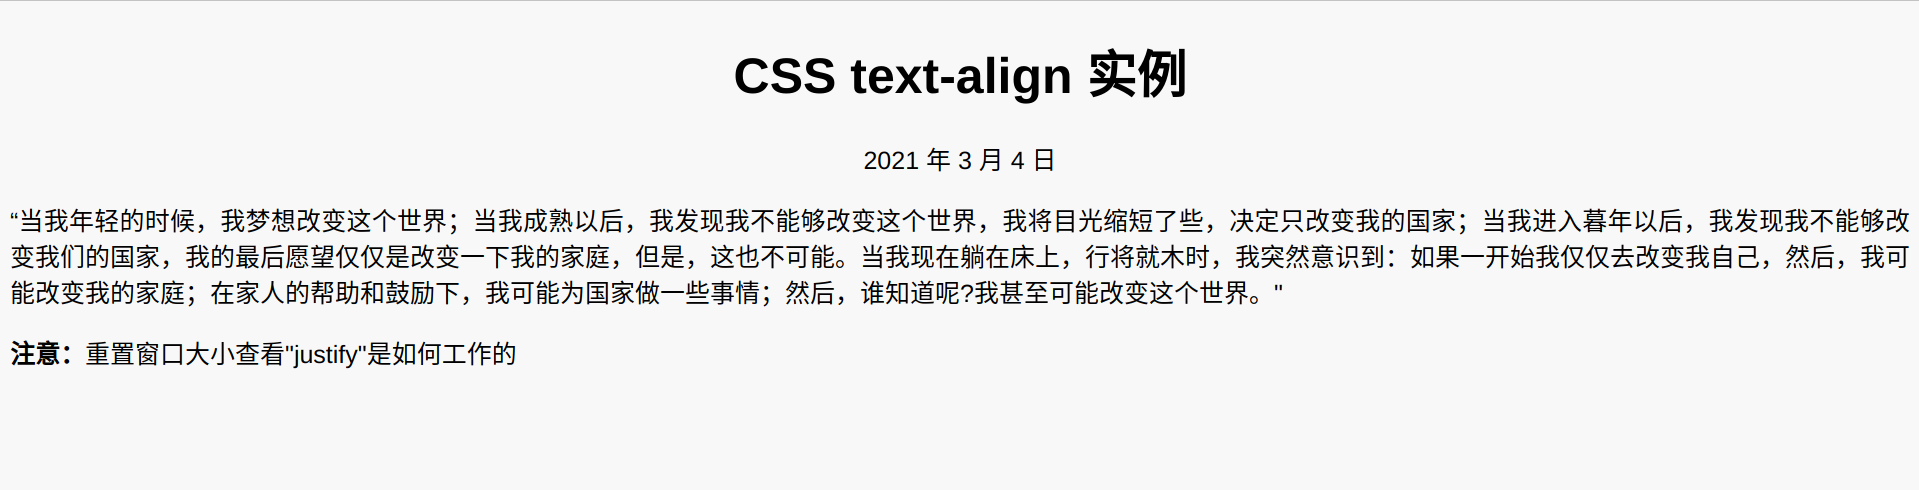 CSS text-align 实例
2021 年 3 月 4 日
“当我年轻的时候，我梦想改变这个世界；当我成熟以后，我发现我不能够改变这个世界，我将目光缩短了些，决定只改变我的国家；当我进入暮年以后，我发现我不能够改
变我们的国家，我的最后愿望仅仅是改变一下我的家庭，但是，这也不可能。当我现在躺在床上，行将就木时，我突然意识到：如果一开始我仅仅去改变我自己，然后，我可
能改变我的家庭；在家人的帮助和鼓励下，我可能为国家做一些事情；然后，谁知道呢?我甚至可能改变这个世界。"
注意：重置窗口大小查看"justify"是如何工作的